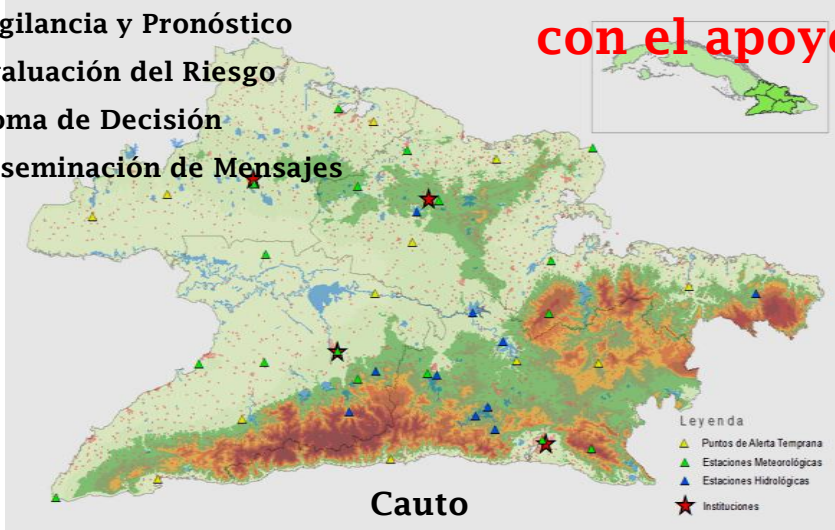 gilancia y Pronóstico
con el apoyo
valuación del Riesgo
oma de Decisión
seminación de Mensajes
Leyenda
Puntos de Alerta Temprana
Estaciones Meteorológicas
Estaciones Hidrológicas
Instituciones
Cauto